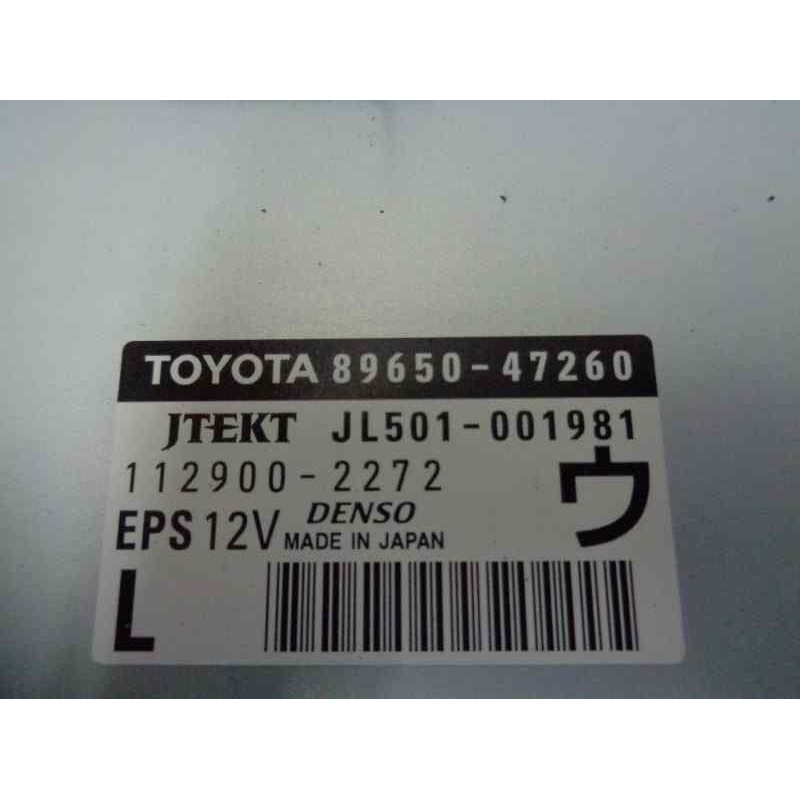 TOYOTA 89650-47260
JTEKT JL501-001981
112900-2272 ウ
EPS 12V DENSO
MADE IN JAPAN
L